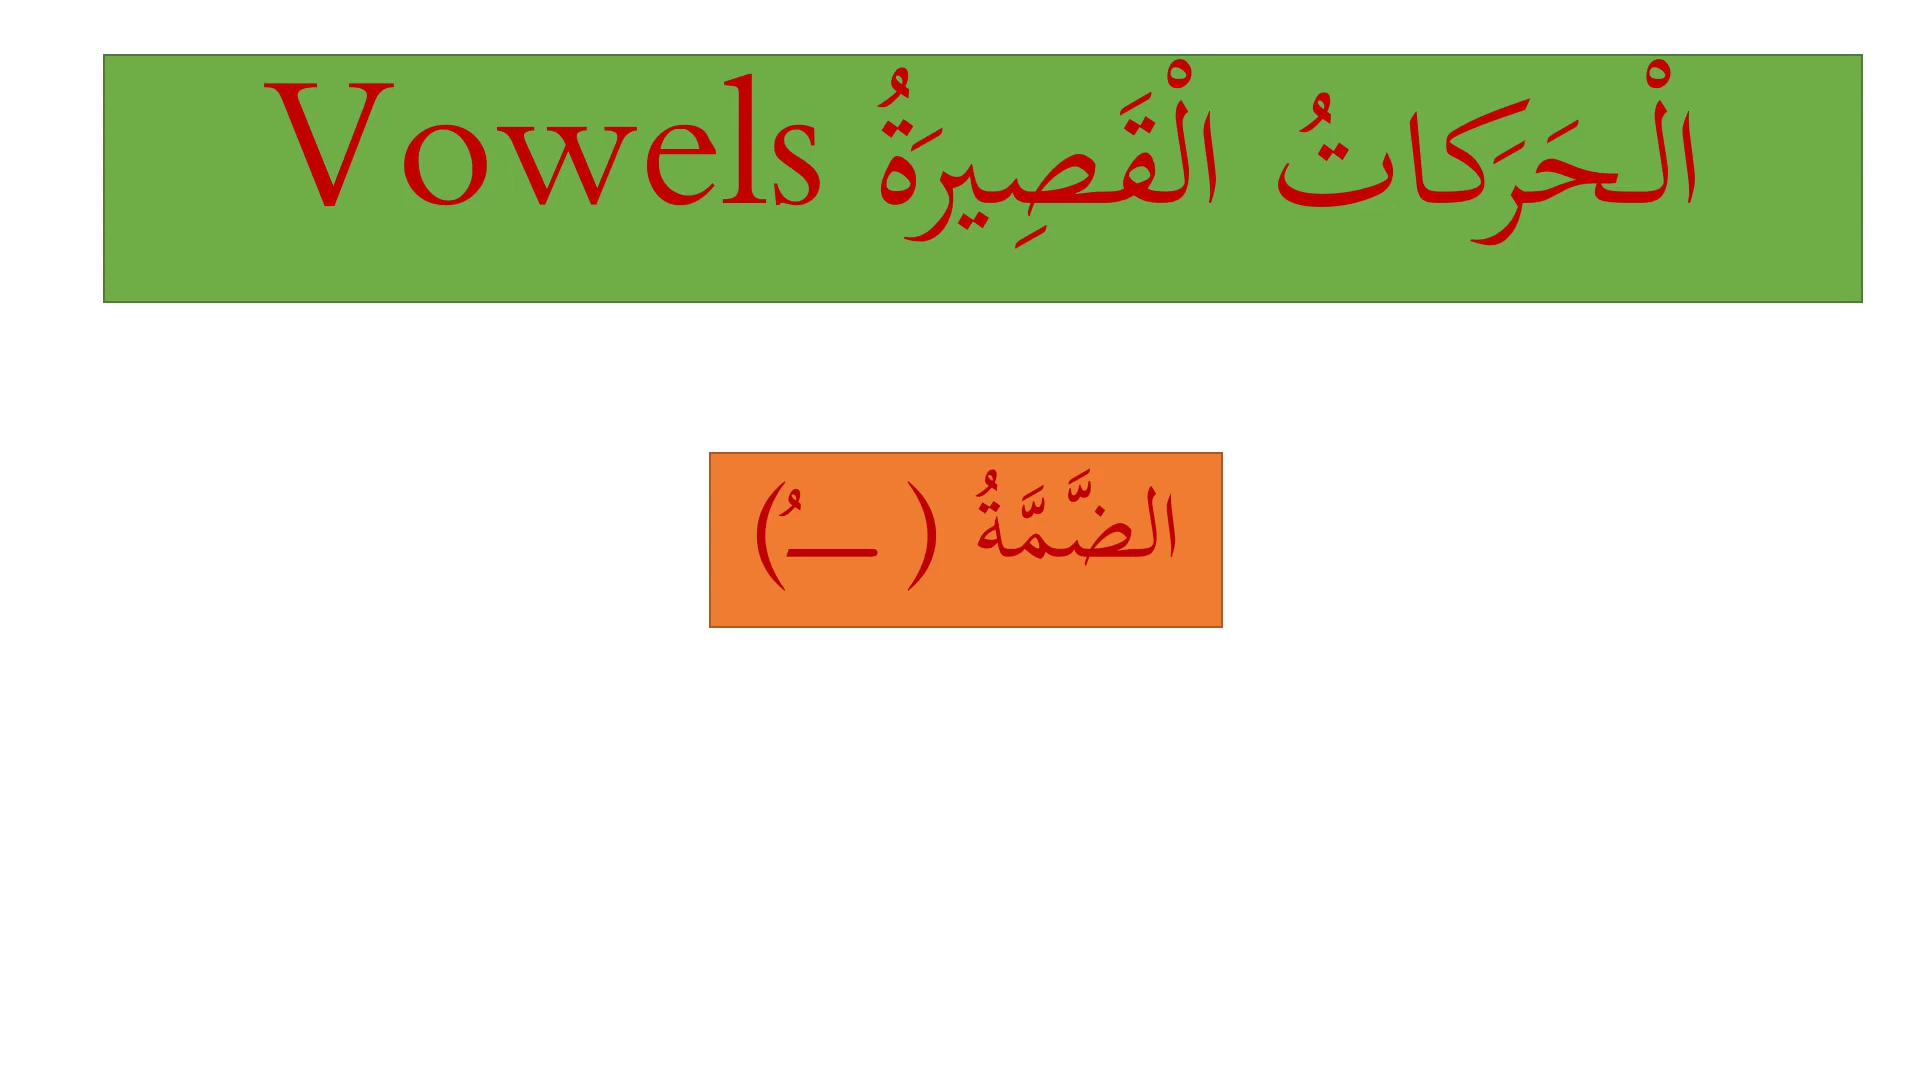 الْحَرَكَاتُ الْقَصِيرَةُ Vowels
الضَّمَّةُ ( ـــُ)